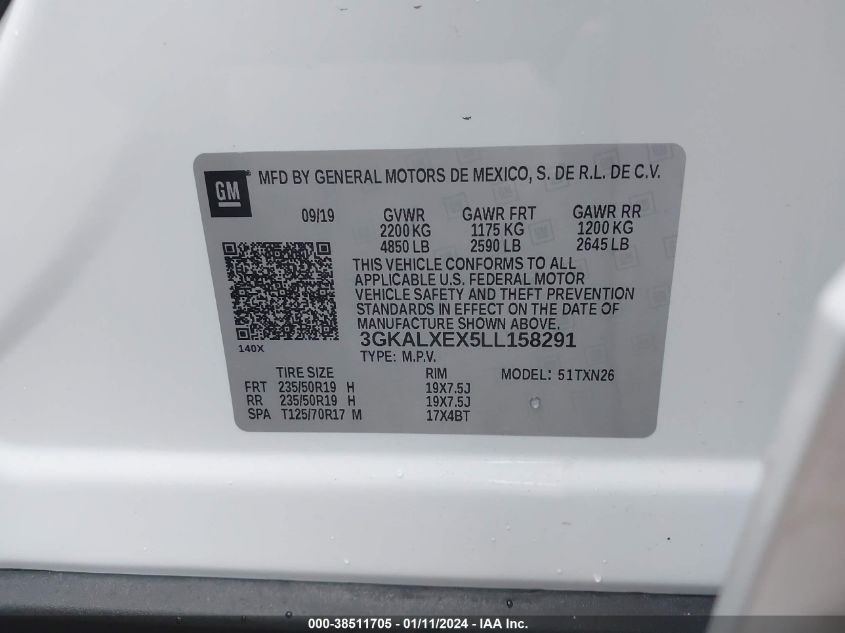 GM ® MFD BY GENERAL MOTORS DE MEXICO, S. DE R.L. DE C.V.
09/19 GVWR GAWR FRT GAWR RR
2200 KG 1175 KG 1200 KG
4850 LB 2590 LB 2645 LB
THIS VEHICLE CONFORMS TO ALL
APPLICABLE U.S. FEDERAL MOTOR
VEHICLE SAFETY AND THEFT PREVENTION
STANDARDS IN EFFECT ON THE DATE OF
MANUFACTURE SHOWN ABOVE.
140X
3GKALXEX5LL158291
TYPE: M.P.V.
TIRE SIZE RIM MODEL: 51TXN26
FRT 235/50R19 H 19X7.5J
RR 235/50R19 H 19X7.5J
SPA T125/70R17 M 17X4BT
000-38511705 - 01/11/2024 - IAA Inc.